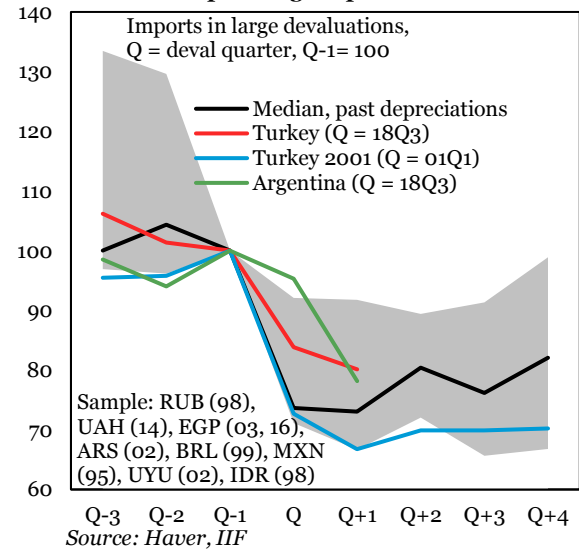 Imports in large devaluations,
Q = deval quarter, Q-1= 100
Median, past depreciations
Turkey (Q = 18Q3)
Turkey 2001 (Q = 01Q1)
Argentina (Q = 18Q3)
140
130
120
110
100
90
80
70
60
Sample: RUB (98),
UAH (14), EGP (03, 16),
ARS (02), BRL (99), MXN
(95), UYU (02), IDR (98)
Q-3 Q-2 Q-1 Q Q+1 Q+2 Q+3 Q+4
Source: Haver, IIF